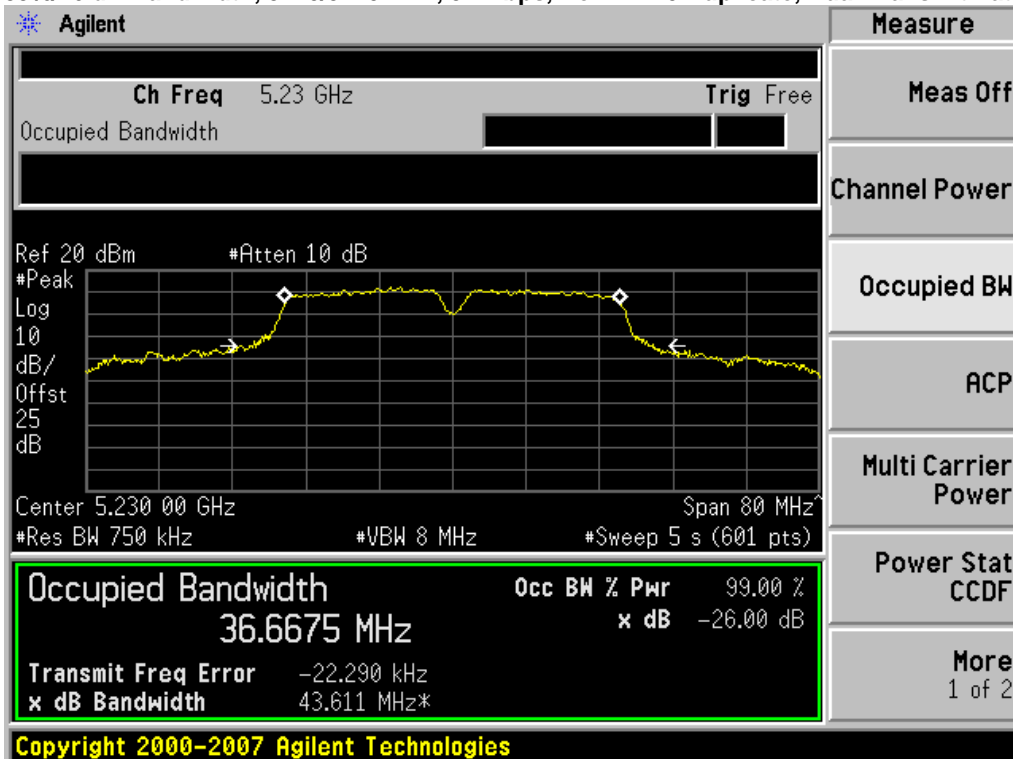 Agilent
Measure
Ch Freq 5.23 GHz
Trig Free
Occupied Bandwidth
Meas Off
Channel Power
Occupied BW
ACP
Multi Carrier
Power
Power Stat
CCDF
More
1 of 2
Ref 20 dBm #Atten 10 dB
#Peak
Log
10
dB/
Offst
25
dB
Center 5.230 00 GHz Span 80 MHz^
#Res BW 750 kHz #VBW 8 MHz #Sweep 5 s (601 pts)
Occupied Bandwidth
36.6675 MHz
Occ BW % Pwr 99.00 %
x dB -26.00 dB
Transmit Freq Error -22.290 kHz
x dB Bandwidth 43.611 MHz*
Copyright 2000-2007 Agilent Technologies